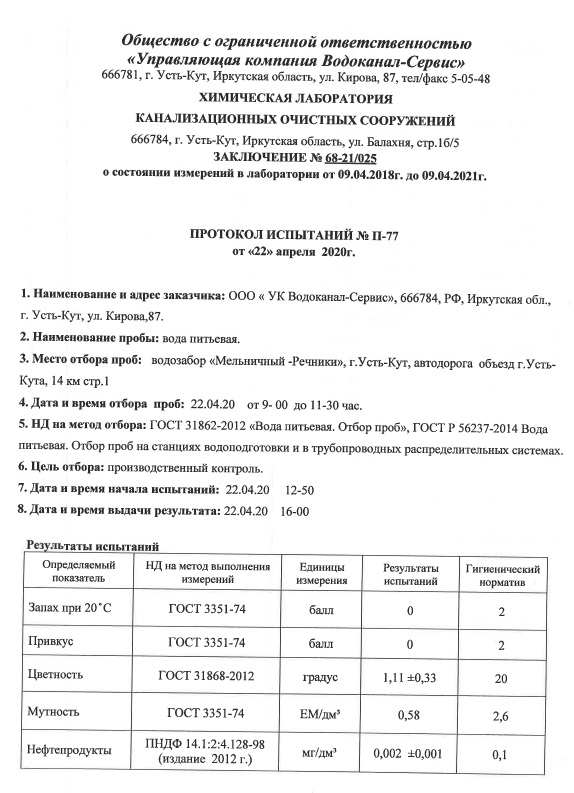 Общество с ограниченной ответственностью
«Управляющая компания Водоканал-Сервис»
666781, г. Усть-Кут, Иркутская область, ул. Кирова, 87, тел/факс 5-05-48
ХИМИЧЕСКАЯ ЛАБОРАТОРИЯ
КАНАЛИЗАЦИОННЫХ ОЧИСТНЫХ СООРУЖЕНИЙ
666784, г. Усть-Кут, Иркутская область, ул. Балахня, стр.1б/5
ЗАКЛЮЧЕНИЕ № 68-21/025
о состоянии измерений в лаборатории от 09.04.2018г. до 09.04.2021г.
ПРОТОКОЛ ИСПЫТАНИЙ № П-77
от «22» апреля 2020г.
1. Наименование и адрес заказчика: ООО « УК Водоканал-Сервис», 666784, РФ, Иркутская обл.,
г. Усть-Кут, ул. Кирова,87.
2. Наименование пробы: вода питьевая.
3. Место отбора проб: водозабор «Мельничный -Речники», г.Усть-Кут, автодорога объезд г.Усть-
Кута, 14 км стр.1
4. Дата и время отбора проб: 22.04.20 от 9- 00 до 11-30 час.
5. НД на метод отбора: ГОСТ 31862-2012 «Вода питьевая. Отбор проб», ГОСТ Р 56237-2014 Вода
питьевая. Отбор проб на станциях водоподготовки и в трубопроводных распределительных системах.
6. Цель отбора: производственный контроль.
7. Дата и время начала испытаний: 22.04.20 12-50
8. Дата и время выдачи результата: 22.04.20 16-00
Результаты испытаний
Определяемый показатель НД на метод выполнения измерений Единицы измерения Результаты испытаний Гигиенический норматив
Запах при 20˚С ГОСТ 3351-74 балл 0 2
Привкус ГОСТ 3351-74 балл 0 2
Цветность ГОСТ 31868-2012 градус 1,11 ±0,33 20
Мутность ГОСТ 3351-74 ЕМ/дм³ 0,58 2,6
Нефтепродукты ПНДФ 14.1:2:4.128-98 (издание 2012 г.) мг/дм³ 0,002 ±0,001 0,1